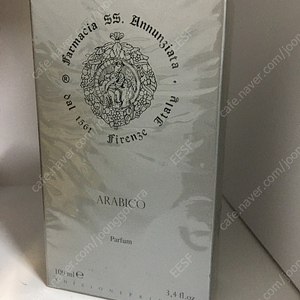 Farmacia SS. Annunziata
dal 1561 Firenze Italy
®
ARABICO
Parfum
100 ml ℮
3,4 fl.oz
cafe.naver.com/joonggonara
EESF